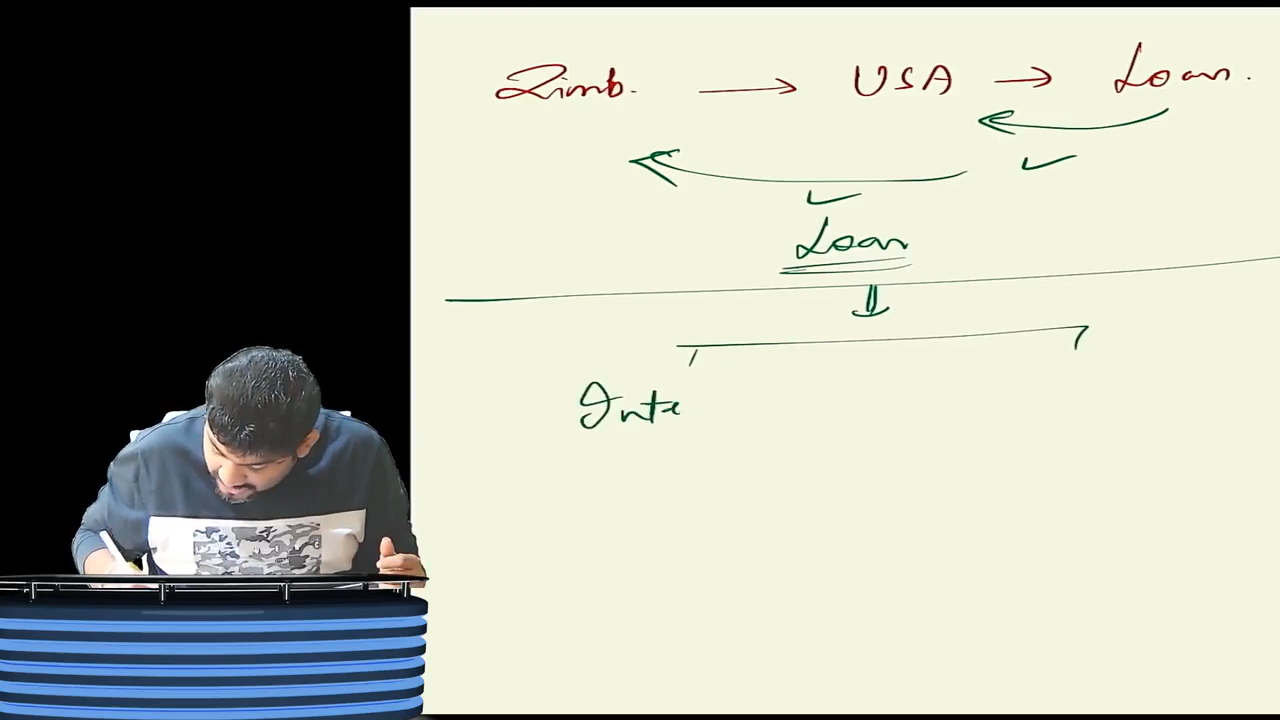 Zimb. → USA → Loan.
Loan
Inte